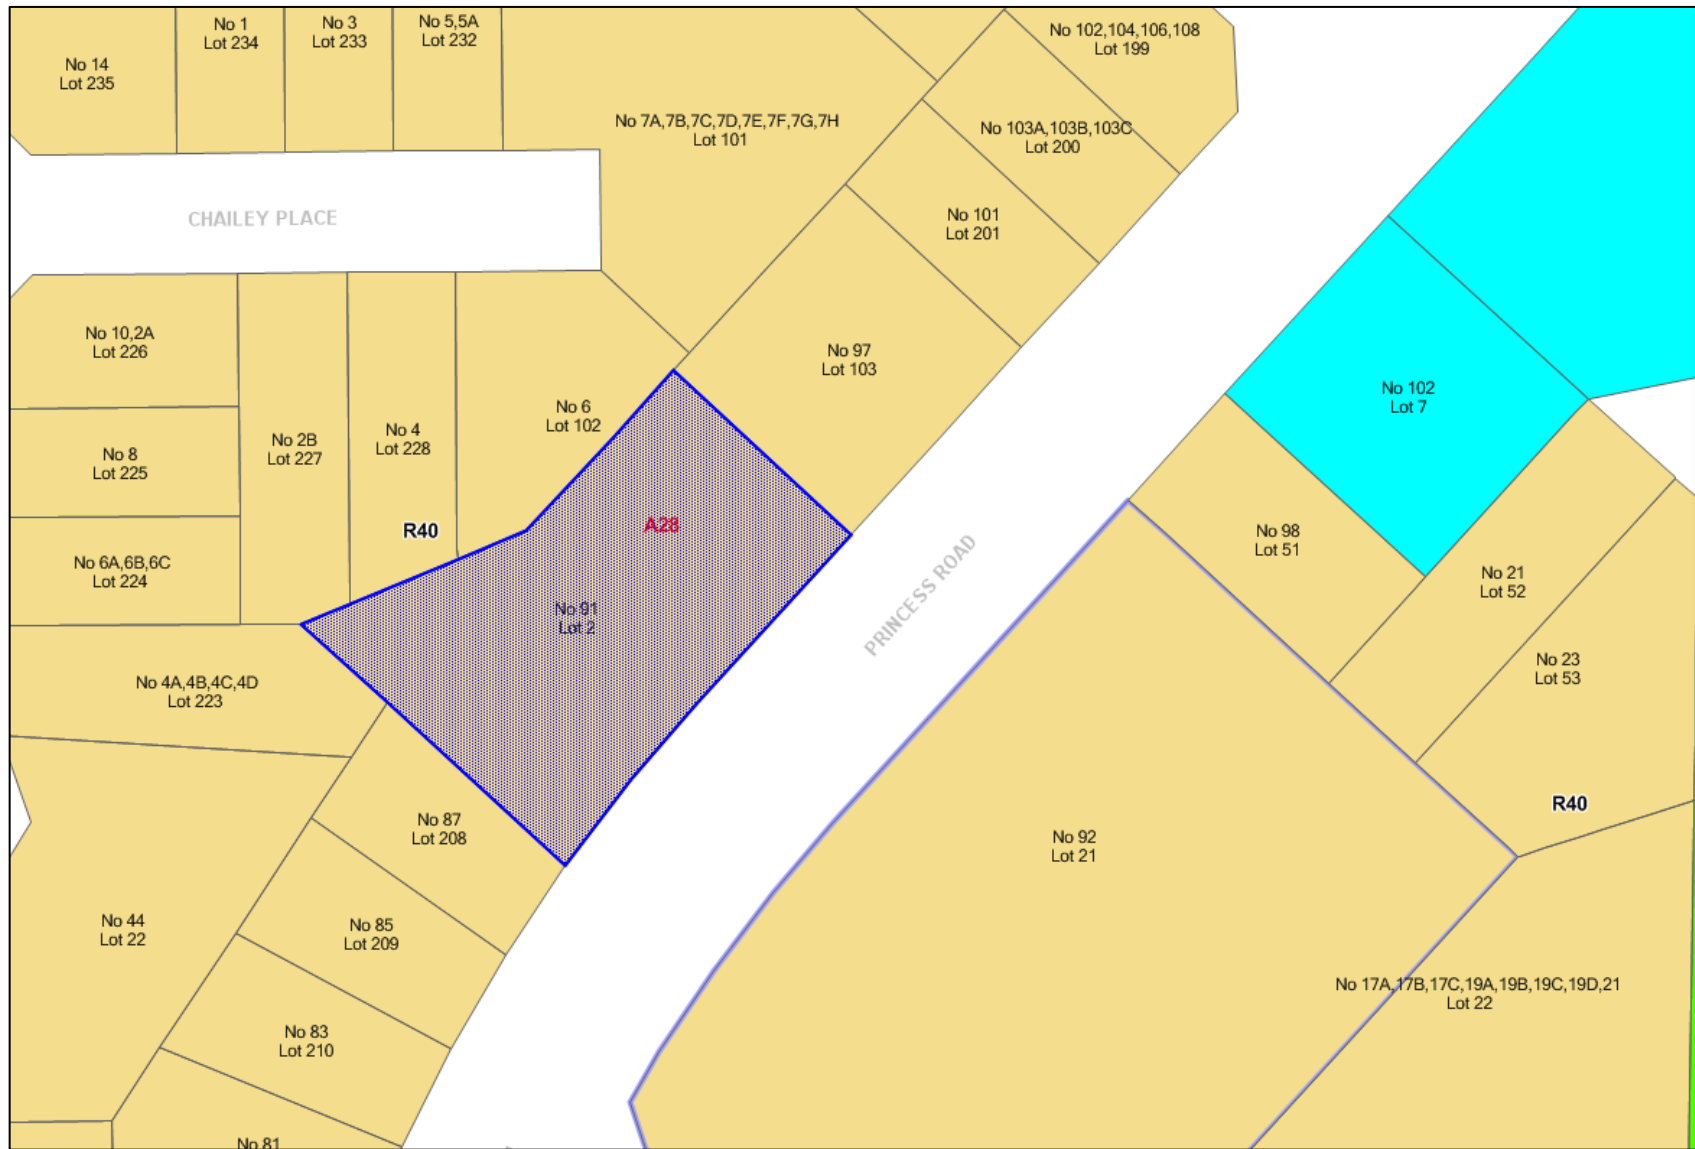 No 1
Lot 234
No 3
Lot 233
No 5,5A
Lot 232
No 102,104,106,108
Lot 199
No 14
Lot 235
No 7A,7B,7C,7D,7E,7F,7G,7H
Lot 101
No 103A,103B,103C
Lot 200
CHAILEY PLACE
No 101
Lot 201
No 10,2A
Lot 226
No 97
Lot 103
No 102
Lot 7
No 6
Lot 102
No 4
Lot 228
No 2B
Lot 227
No 8
Lot 225
R40
A28
No 98
Lot 51
No 6A,6B,6C
Lot 224
No 21
Lot 52
PRINCESS ROAD
No 91
Lot 2
No 23
Lot 53
No 4A,4B,4C,4D
Lot 223
R40
No 87
Lot 208
No 92
Lot 21
No 44
Lot 22
No 85
Lot 209
No 17A,17B,17C,19A,19B,19C,19D,21
Lot 22
No 83
Lot 210
No 81